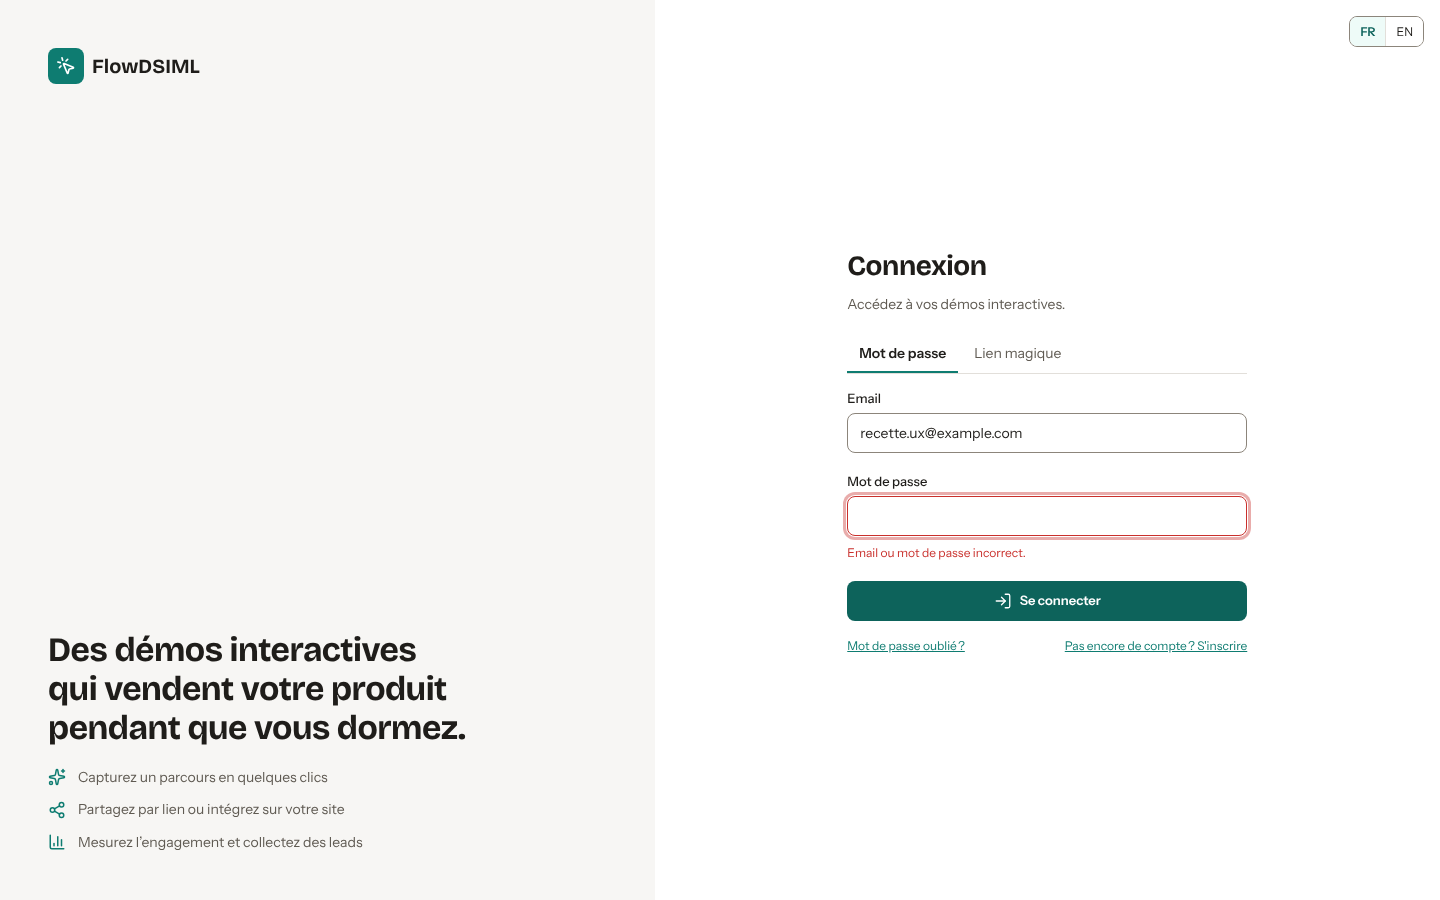 FlowDSIML
Des démos interactives
qui vendent votre produit
pendant que vous dormez.
Capturez un parcours en quelques clics
Partagez par lien ou intégrez sur votre site
Mesurez l’engagement et collectez des leads
FR EN
Connexion
Accédez à vos démos interactives.
Mot de passe Lien magique
Email
recette.ux@example.com
Mot de passe
Email ou mot de passe incorrect.
Se connecter
Mot de passe oublié ? Pas encore de compte ? S'inscrire